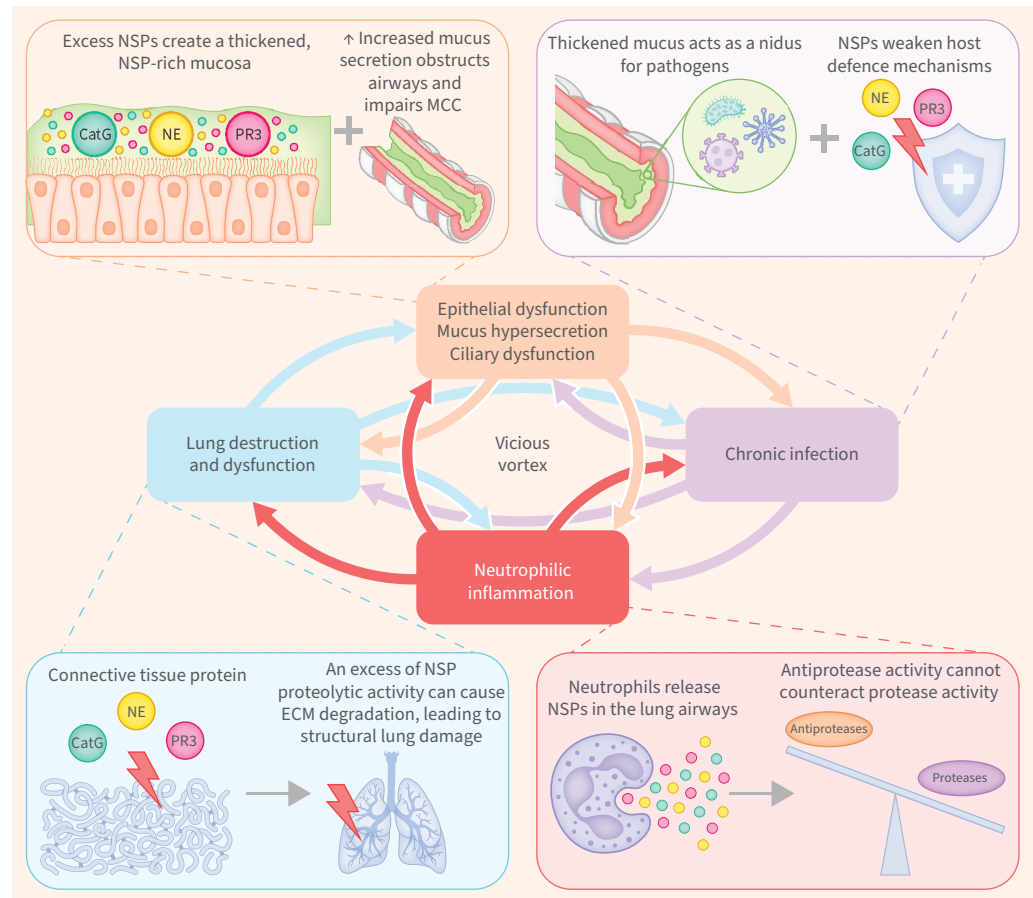 Excess NSPs create a thickened,
NSP-rich mucosa
CatG
NE
PR3
↑ Increased mucus
secretion obstructs
airways and
impairs MCC
Thickened mucus acts as a nidus
for pathogens
NSPs weaken host
defence mechanisms
NE
PR3
CatG
Epithelial dysfunction
Mucus hypersecretion
Ciliary dysfunction
Lung destruction
and dysfunction
Vicious
vortex
Chronic infection
Neutrophilic
inflammation
Connective tissue protein
NE
CatG
PR3
An excess of NSP
proteolytic activity can cause
ECM degradation, leading to
structural lung damage
Neutrophils release
NSPs in the lung airways
Antiprotease activity cannot
counteract protease activity
Antiproteases
Proteases